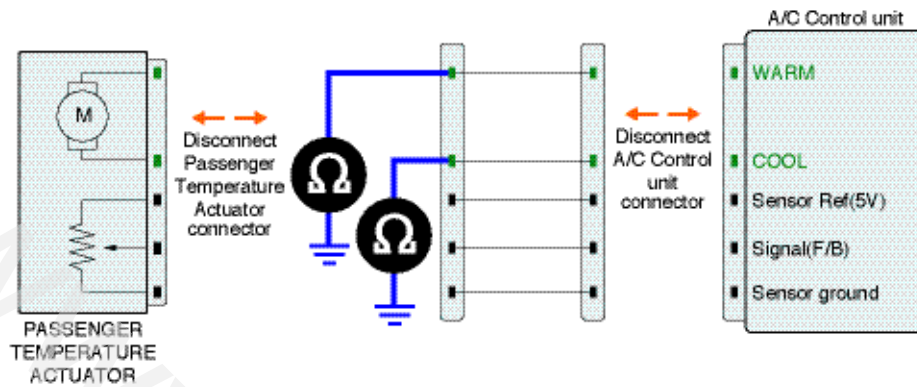 A/C Control unit
M
WARM
COOL
Sensor Ref(5V)
Signal(F/B)
Sensor ground
Disconnect
Passenger
Temperature
Actuator
connector
Ω
Ω
Disconnect
A/C Control
unit
connector
PASSENGER
TEMPERATURE
ACTUATOR